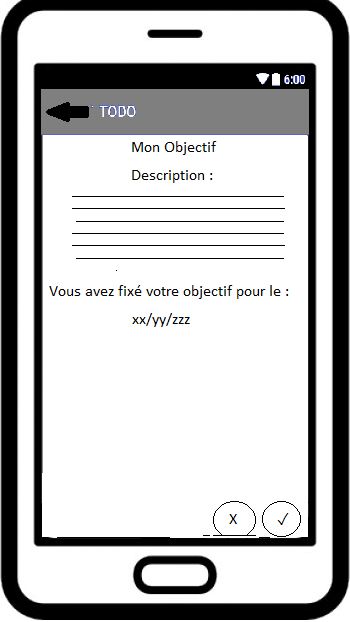 6:00
TODO
Mon Objectif
Description :
Vous avez fixé votre objectif pour le :
xx/yy/zzz
X ✓